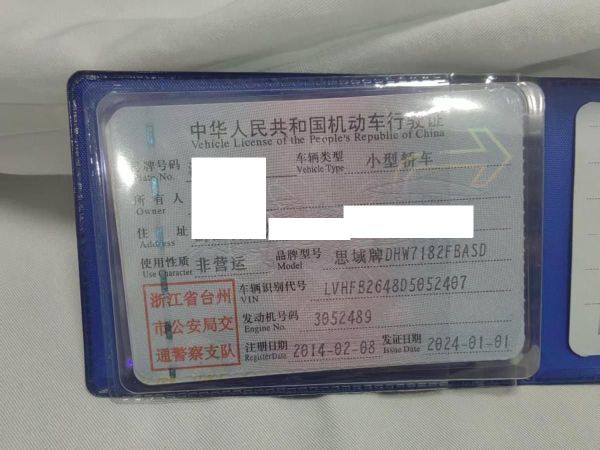 中华人民共和国机动车行驶证
Vehicle License of the People's Republic of China
号牌号码 车辆类型 小型轿车
Plate No. Vehicle Type
所有人
Owner
住址
Address
使用性质 非营运 品牌型号 思域牌DHW7182FBASD
Use Character Model
浙江省台州
市公安局交
通警察支队
车辆识别代号 LVHFB2648D5052407
VIN
发动机号码 3052489
Engine No.
注册日期 2014-02-08 发证日期 2024-01-01
Register Date Issue Date